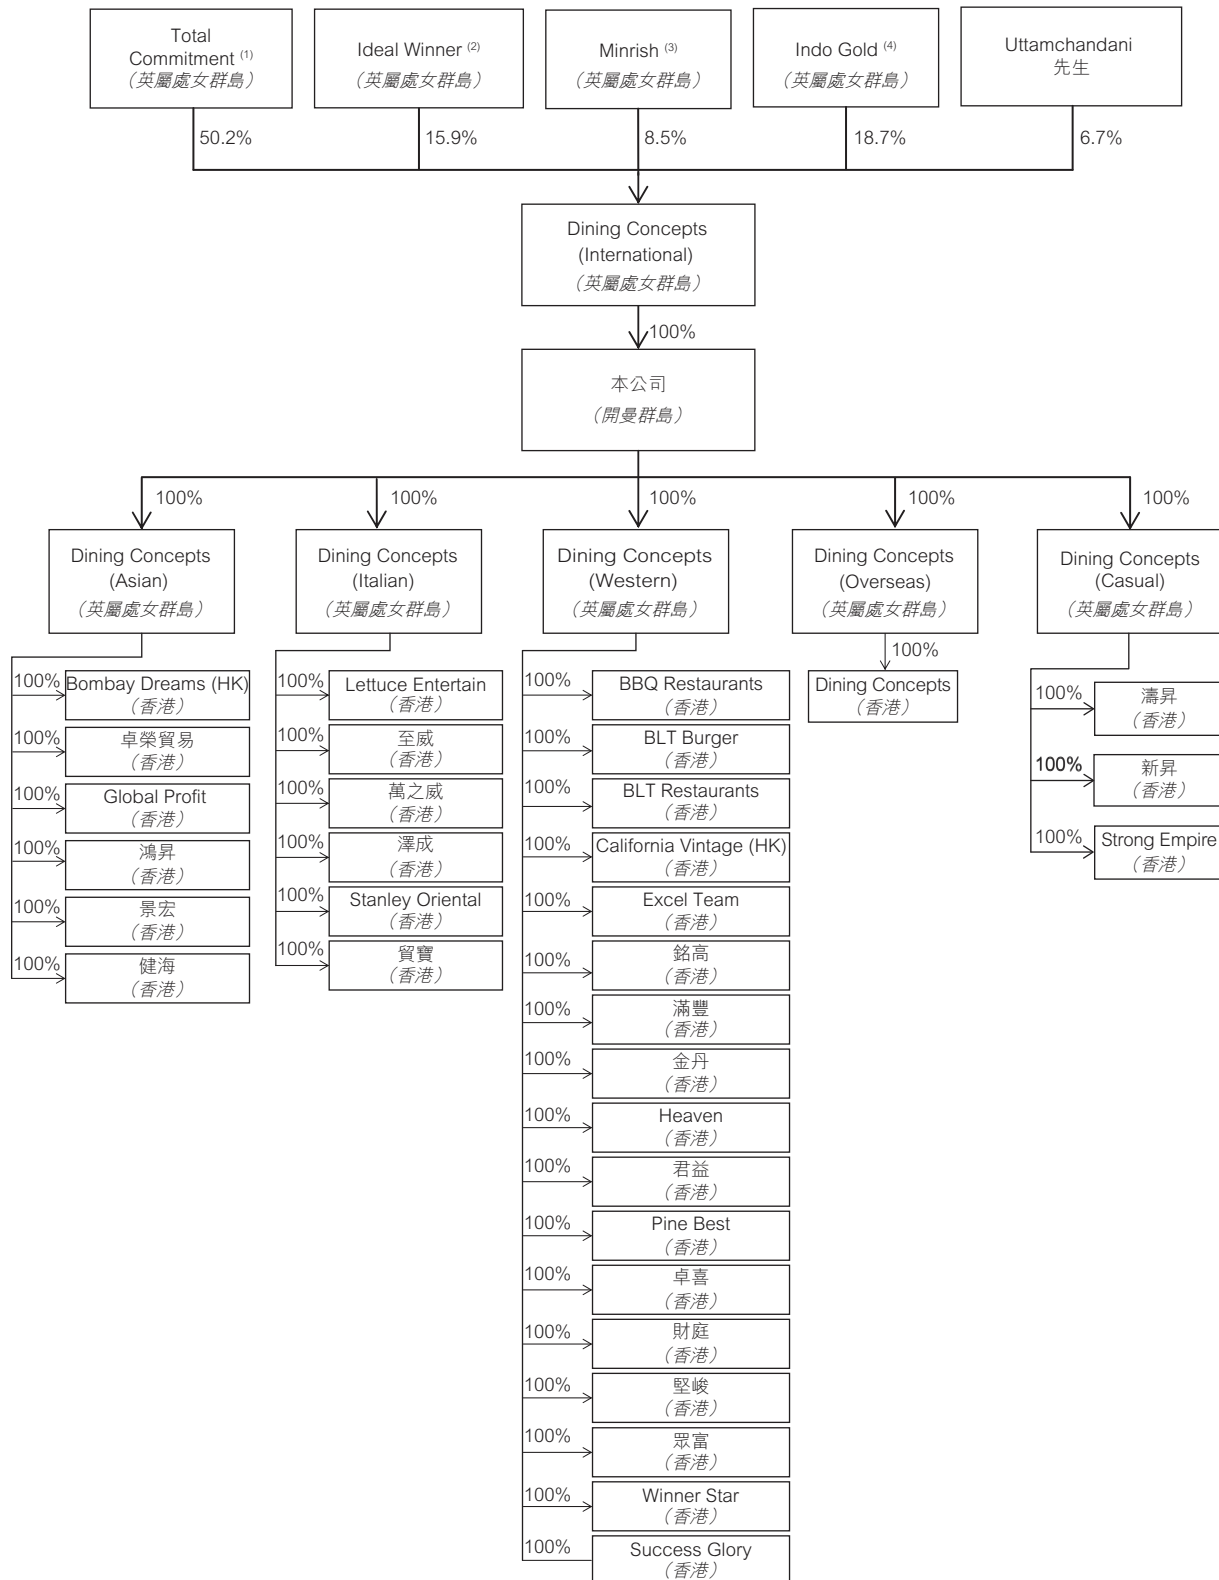 Total
Commitment (1)
（英屬處女群島）
Ideal Winner (2)
（英屬處女群島）
Minrish (3)
（英屬處女群島）
Indo Gold (4)
（英屬處女群島）
Uttamchandani
先生
50.2%
15.9%
8.5%
18.7%
6.7%
Dining Concepts
(International)
（英屬處女群島）
100%
本公司
（開曼群島）
100%
100%
100%
100%
100%
Dining Concepts
(Asian)
（英屬處女群島）
Dining Concepts
(Italian)
（英屬處女群島）
Dining Concepts
(Western)
（英屬處女群島）
Dining Concepts
(Overseas)
（英屬處女群島）
Dining Concepts
(Casual)
（英屬處女群島）
100%
Bombay Dreams (HK)
（香港）
100%
卓榮貿易
（香港）
100%
Global Profit
（香港）
100%
鴻昇
（香港）
100%
景宏
（香港）
100%
健海
（香港）
100%
Lettuce Entertain
（香港）
100%
至威
（香港）
100%
萬之威
（香港）
100%
澤成
（香港）
100%
Stanley Oriental
（香港）
100%
貿寶
（香港）
100%
BBQ Restaurants
（香港）
100%
BLT Burger
（香港）
100%
BLT Restaurants
（香港）
100%
California Vintage (HK)
（香港）
100%
Excel Team
（香港）
100%
銘高
（香港）
100%
滿豐
（香港）
100%
金丹
（香港）
100%
Heaven
（香港）
100%
君益
（香港）
100%
Pine Best
（香港）
100%
卓喜
（香港）
100%
財庭
（香港）
100%
堅峻
（香港）
100%
眾富
（香港）
100%
Winner Star
（香港）
100%
Success Glory
（香港）
100%
Dining Concepts
（香港）
100%
濤昇
（香港）
100%
新昇
（香港）
100%
Strong Empire
（香港）